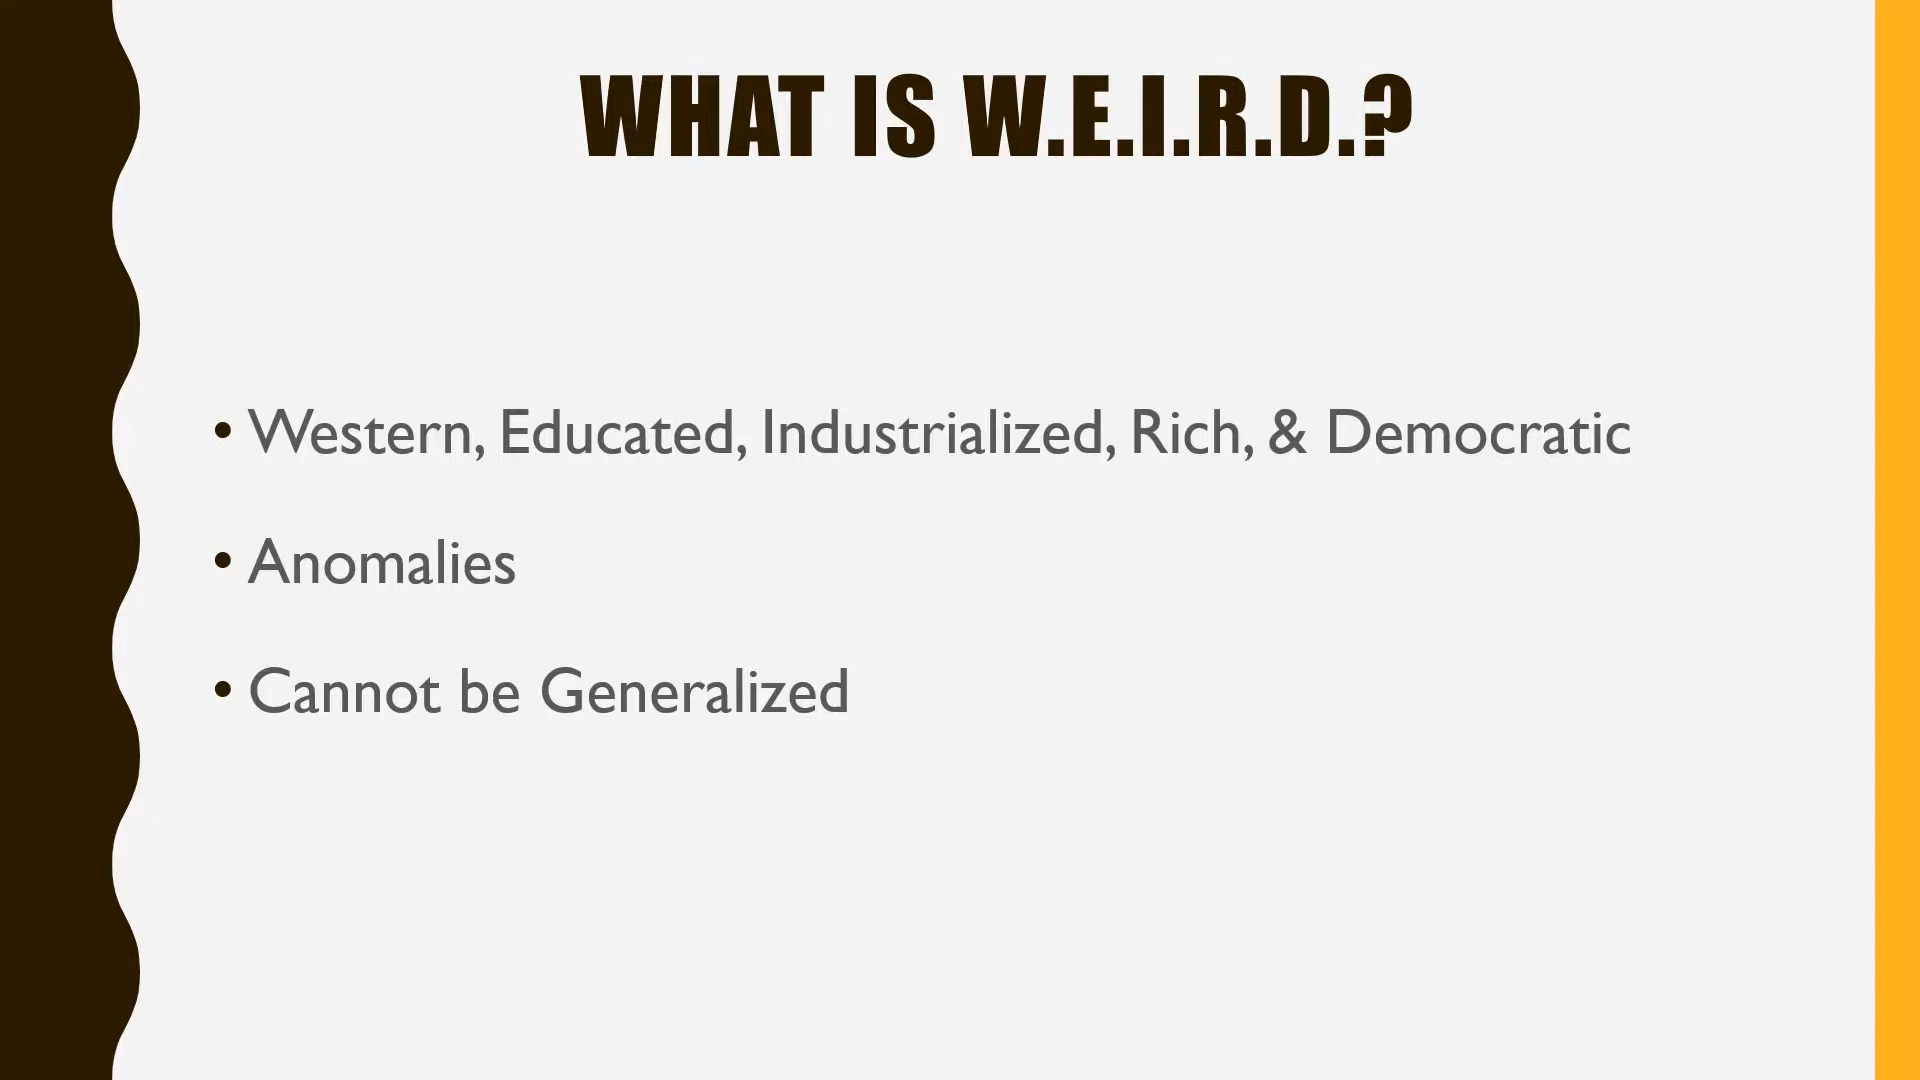 WHAT IS W.E.I.R.D.?
• Western, Educated, Industrialized, Rich, & Democratic
• Anomalies
• Cannot be Generalized